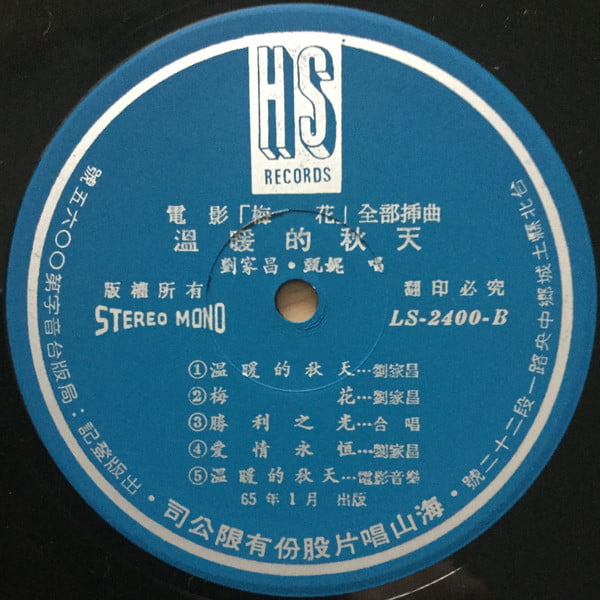 HS
RECORDS
電影「梅花」全部挿曲
溫暖的秋天
劉家昌・甄妮 唱
版權所有
翻印必究
STEREO MONO
LS-2400-B
①溫暖的秋天…劉家昌
②梅花…劉家昌
③勝利之光…合唱
④愛情永恒…劉家昌
⑤溫暖的秋天…電影音樂
65年1月 出版
台北縣土城鄉中央路一段二十二號・海山唱片股份有限公司・出版登記:局版台音字第〇〇六五號